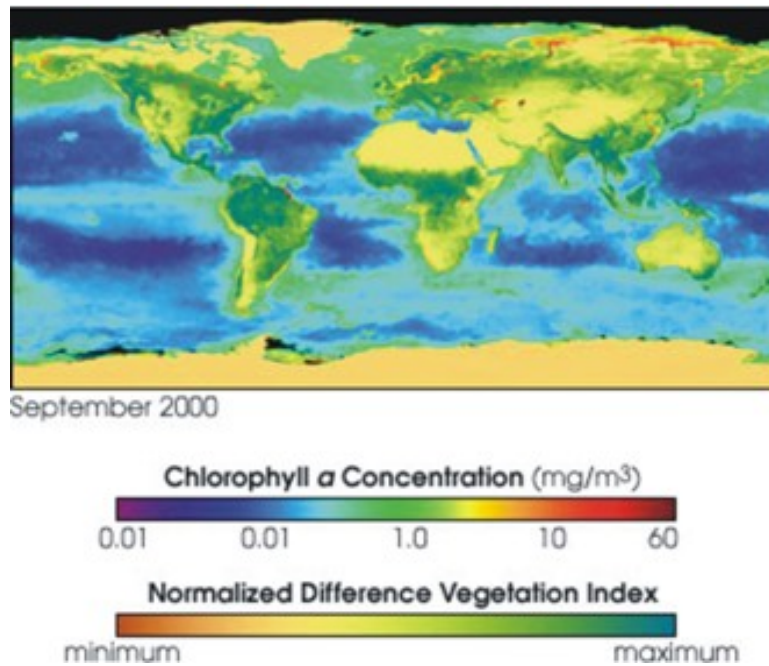 September 2000
Chlorophyll a Concentration (mg/m³)
0.01 0.01 1.0 10 60
Normalized Difference Vegetation Index
minimum maximum